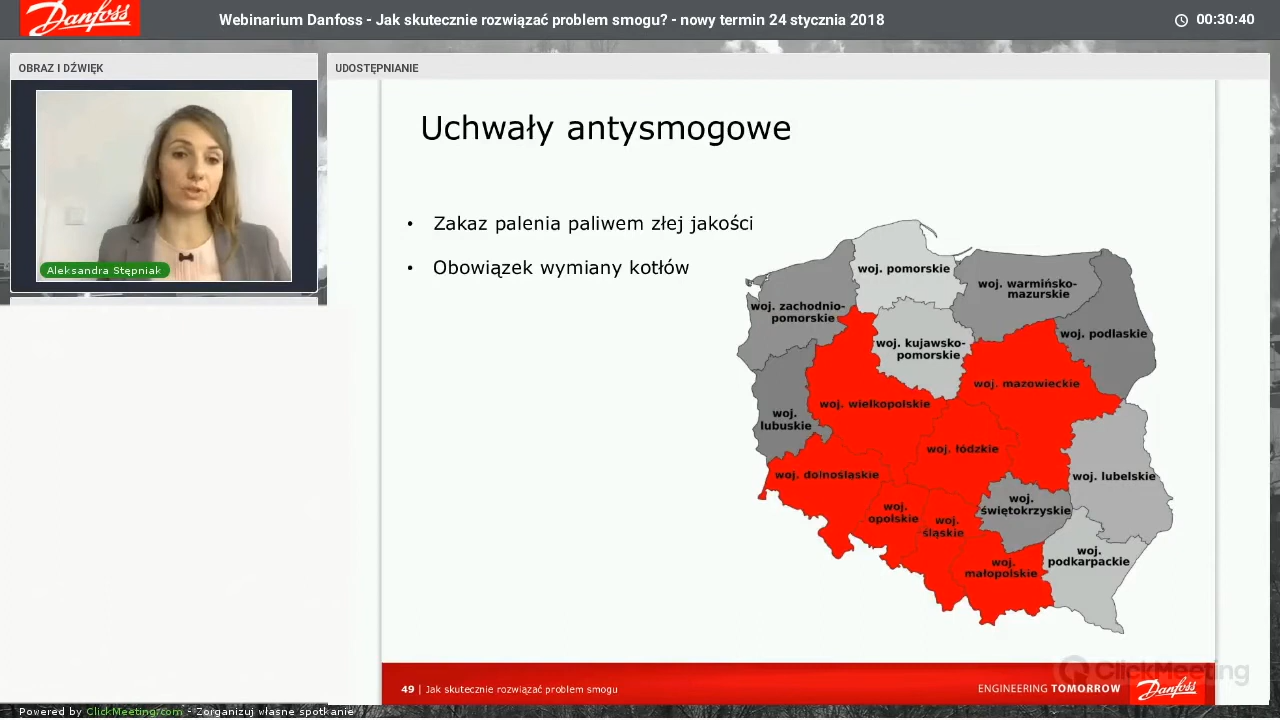 Danfoss
Webinarium Danfoss - Jak skutecznie rozwiązać problem smogu? - nowy termin 24 stycznia 2018
00:30:40
OBRAZ I DŹWIĘK
Aleksandra Stępniak
UDOSTĘPNIANIE
Uchwały antysmogowe
• Zakaz palenia paliwem złej jakości
• Obowiązek wymiany kotłów
woj. pomorskie
woj. warmińsko-
mazurskie
woj. zachodnio-
pomorskie
woj. podlaskie
woj. kujawsko-
pomorskie
woj. mazowieckie
woj. wielkopolskie
woj.
lubuskie
woj. łódzkie
woj. dolnośląskie
woj. lubelskie
woj.
opolskie
woj.
śląskie
woj.
świętokrzyskie
woj.
małopolskie
woj.
podkarpackie
49 | Jak skutecznie rozwiązać problem smogu
ENGINEERING TOMORROW
Danfoss
ClickMeeting
Powered by ClickMeeting.com - Zorganizuj własne spotkanie